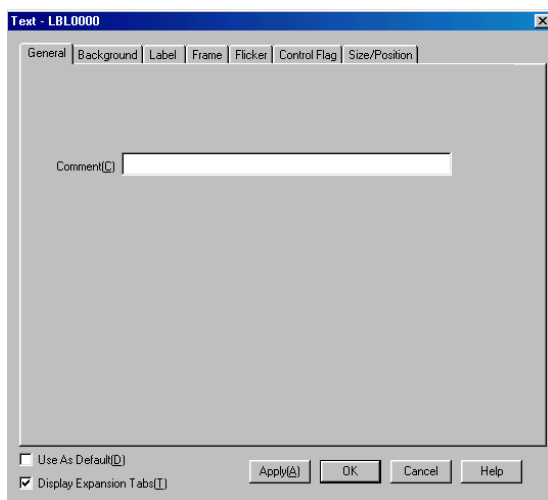 Text - LBL0000
General Background Label Frame Flicker Control Flag Size/Position
Comment(C)
Use As Default(D)
Display Expansion Tabs(T)
Apply(A) OK Cancel Help